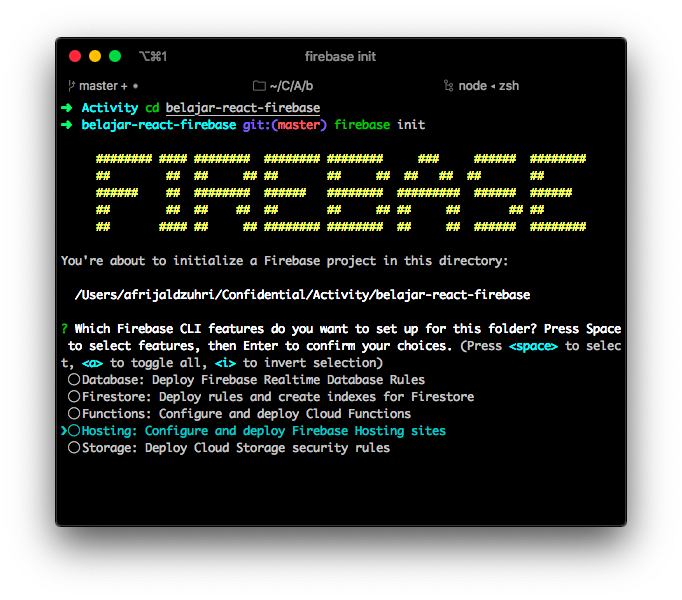 ⌥⌘1
firebase init
master + •
~/C/A/b
node ◂ zsh
➜ Activity cd belajar-react-firebase
➜ belajar-react-firebase git:(master) firebase init
FIREBASE
You're about to initialize a Firebase project in this directory:
/Users/afrijaldzuhri/Confidential/Activity/belajar-react-firebase
? Which Firebase CLI features do you want to set up for this folder? Press Space
to select features, then Enter to confirm your choices. (Press <space> to selec
t, <a> to toggle all, <i> to invert selection)
◯Database: Deploy Firebase Realtime Database Rules
◯Firestore: Deploy rules and create indexes for Firestore
◯Functions: Configure and deploy Cloud Functions
❯◯Hosting: Configure and deploy Firebase Hosting sites
◯Storage: Deploy Cloud Storage security rules